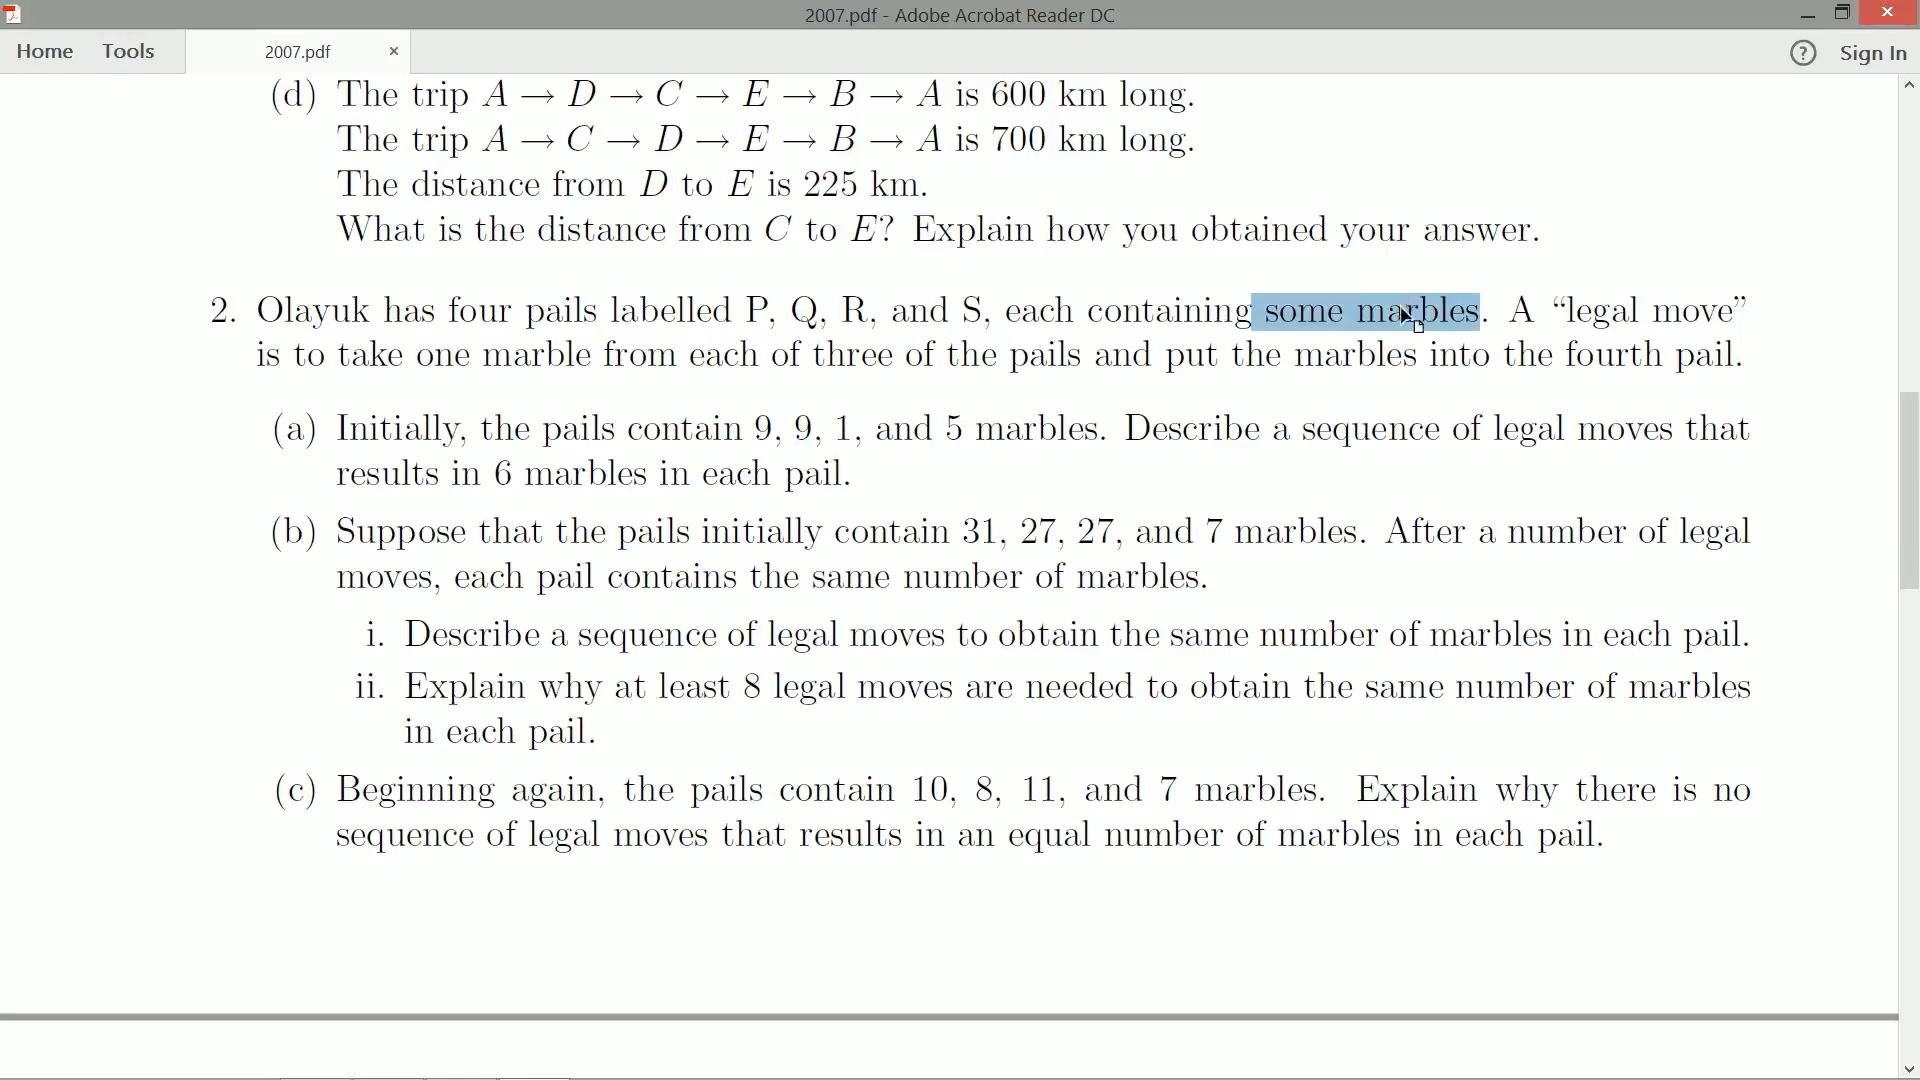 2007.pdf - Adobe Acrobat Reader DC
Home Tools 2007.pdf × ? Sign In
(d) The trip A → D → C → E → B → A is 600 km long.
The trip A → C → D → E → B → A is 700 km long.
The distance from D to E is 225 km.
What is the distance from C to E? Explain how you obtained your answer.
2. Olayuk has four pails labelled P, Q, R, and S, each containing some marbles. A “legal move”
is to take one marble from each of three of the pails and put the marbles into the fourth pail.
(a) Initially, the pails contain 9, 9, 1, and 5 marbles. Describe a sequence of legal moves that
results in 6 marbles in each pail.
(b) Suppose that the pails initially contain 31, 27, 27, and 7 marbles. After a number of legal
moves, each pail contains the same number of marbles.
i. Describe a sequence of legal moves to obtain the same number of marbles in each pail.
ii. Explain why at least 8 legal moves are needed to obtain the same number of marbles
in each pail.
(c) Beginning again, the pails contain 10, 8, 11, and 7 marbles. Explain why there is no
sequence of legal moves that results in an equal number of marbles in each pail.